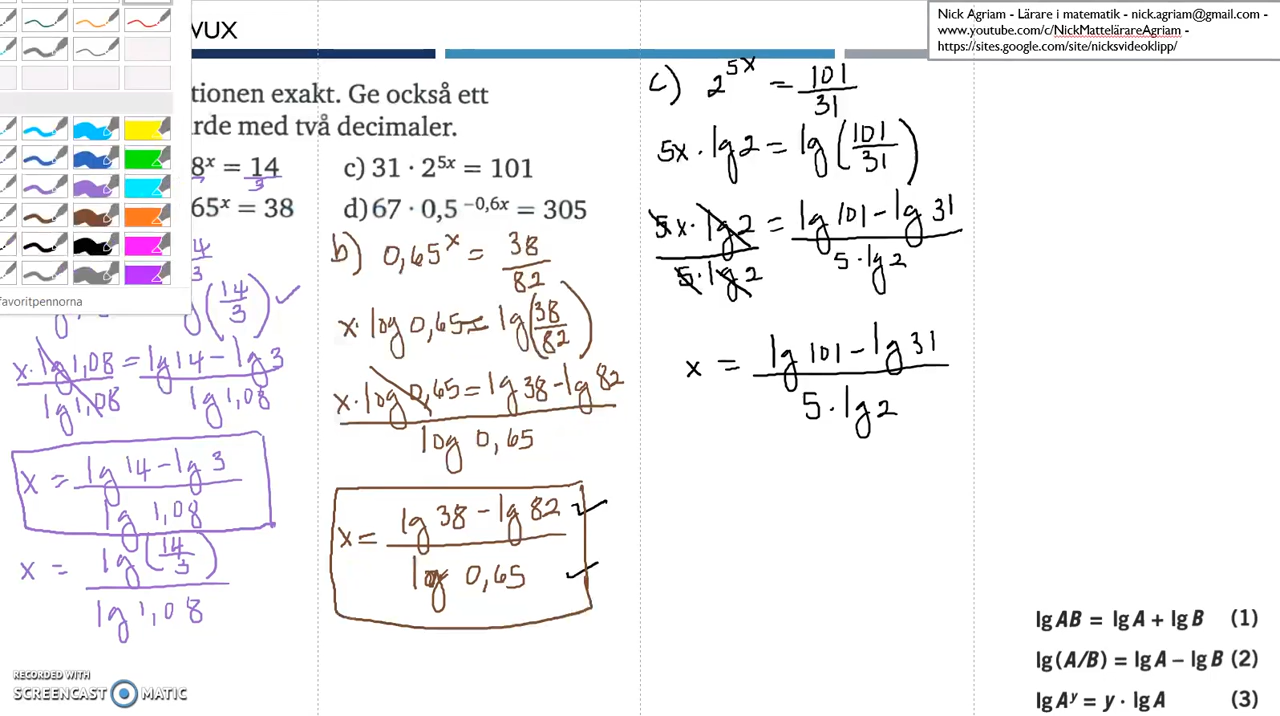 VUX
Nick Agriam - Lärare i matematik - nick.agriam@gmail.com -
www.youtube.com/c/NickMattelärareAgriam -
https://sites.google.com/site/nicksvideoklipp/
tionen exakt. Ge också ett
rde med två decimaler.
8ˣ = 14
3
65ˣ = 38
c) 31 · 2⁵ˣ = 101
d) 67 · 0,5⁻⁰,⁶ˣ = 305
favoritpennorna
4
3
(14/3) ✓
x · lg 1,08 = lg 14 – lg 3
lg 1,08 lg 1,08
x = lg 14 – lg 3
lg 1,08
x = lg (14/3)
lg 1,08
b) 0,65ˣ = 38/82
x · log 0,65 = lg (38/82)
x · log 0,65 = lg 38 – lg 82
log 0,65
x = lg 38 – lg 82 ✓
log 0,65 ✓
c) 2⁵ˣ = 101/31
5x · lg 2 = lg (101/31)
5x · lg 2 = lg 101 – lg 31
5 · lg 2 5 · lg 2
x = lg 101 – lg 31
5 · lg 2
lg AB = lg A + lg B (1)
lg (A/B) = lg A – lg B (2)
lg Aʸ = y · lg A (3)
RECORDED WITH
SCREENCAST MATIC